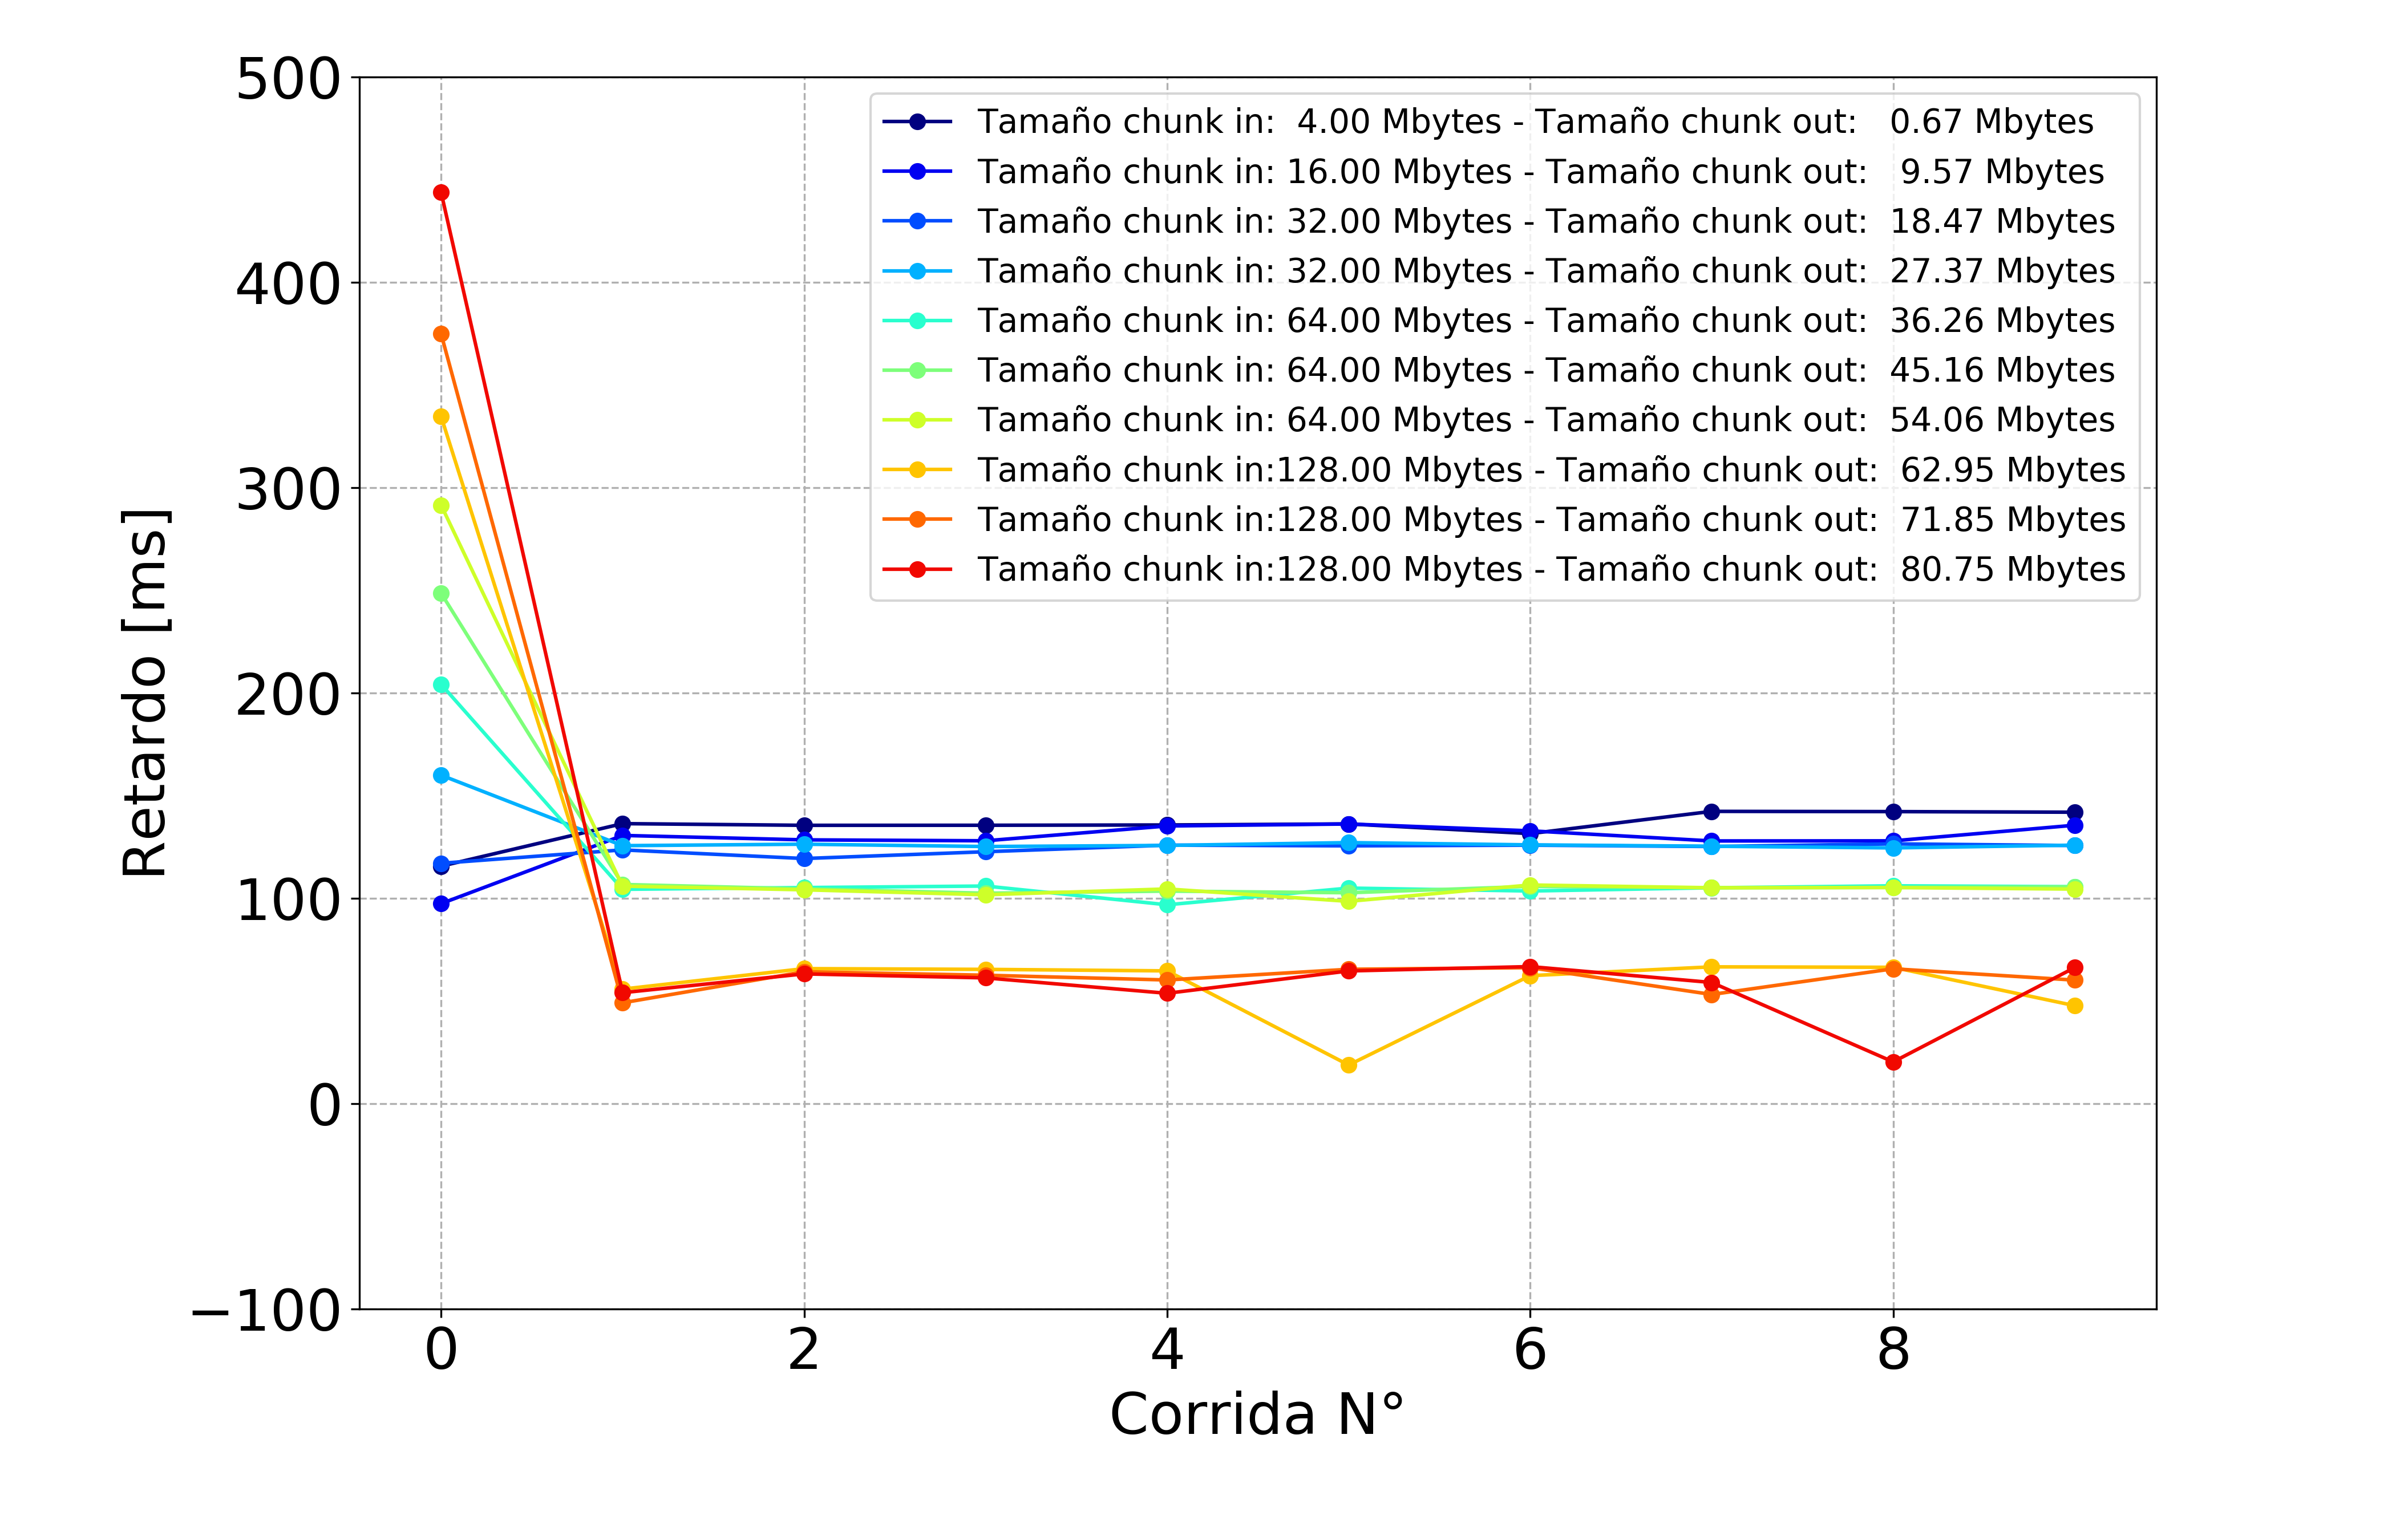 500
400
300
200
100
0
−100
Retardo [ms]
Tamaño chunk in:  4.00 Mbytes - Tamaño chunk out:   0.67 Mbytes
Tamaño chunk in: 16.00 Mbytes - Tamaño chunk out:   9.57 Mbytes
Tamaño chunk in: 32.00 Mbytes - Tamaño chunk out:  18.47 Mbytes
Tamaño chunk in: 32.00 Mbytes - Tamaño chunk out:  27.37 Mbytes
Tamaño chunk in: 64.00 Mbytes - Tamaño chunk out:  36.26 Mbytes
Tamaño chunk in: 64.00 Mbytes - Tamaño chunk out:  45.16 Mbytes
Tamaño chunk in: 64.00 Mbytes - Tamaño chunk out:  54.06 Mbytes
Tamaño chunk in:128.00 Mbytes - Tamaño chunk out:  62.95 Mbytes
Tamaño chunk in:128.00 Mbytes - Tamaño chunk out:  71.85 Mbytes
Tamaño chunk in:128.00 Mbytes - Tamaño chunk out:  80.75 Mbytes
0 2 4 6 8
Corrida N°